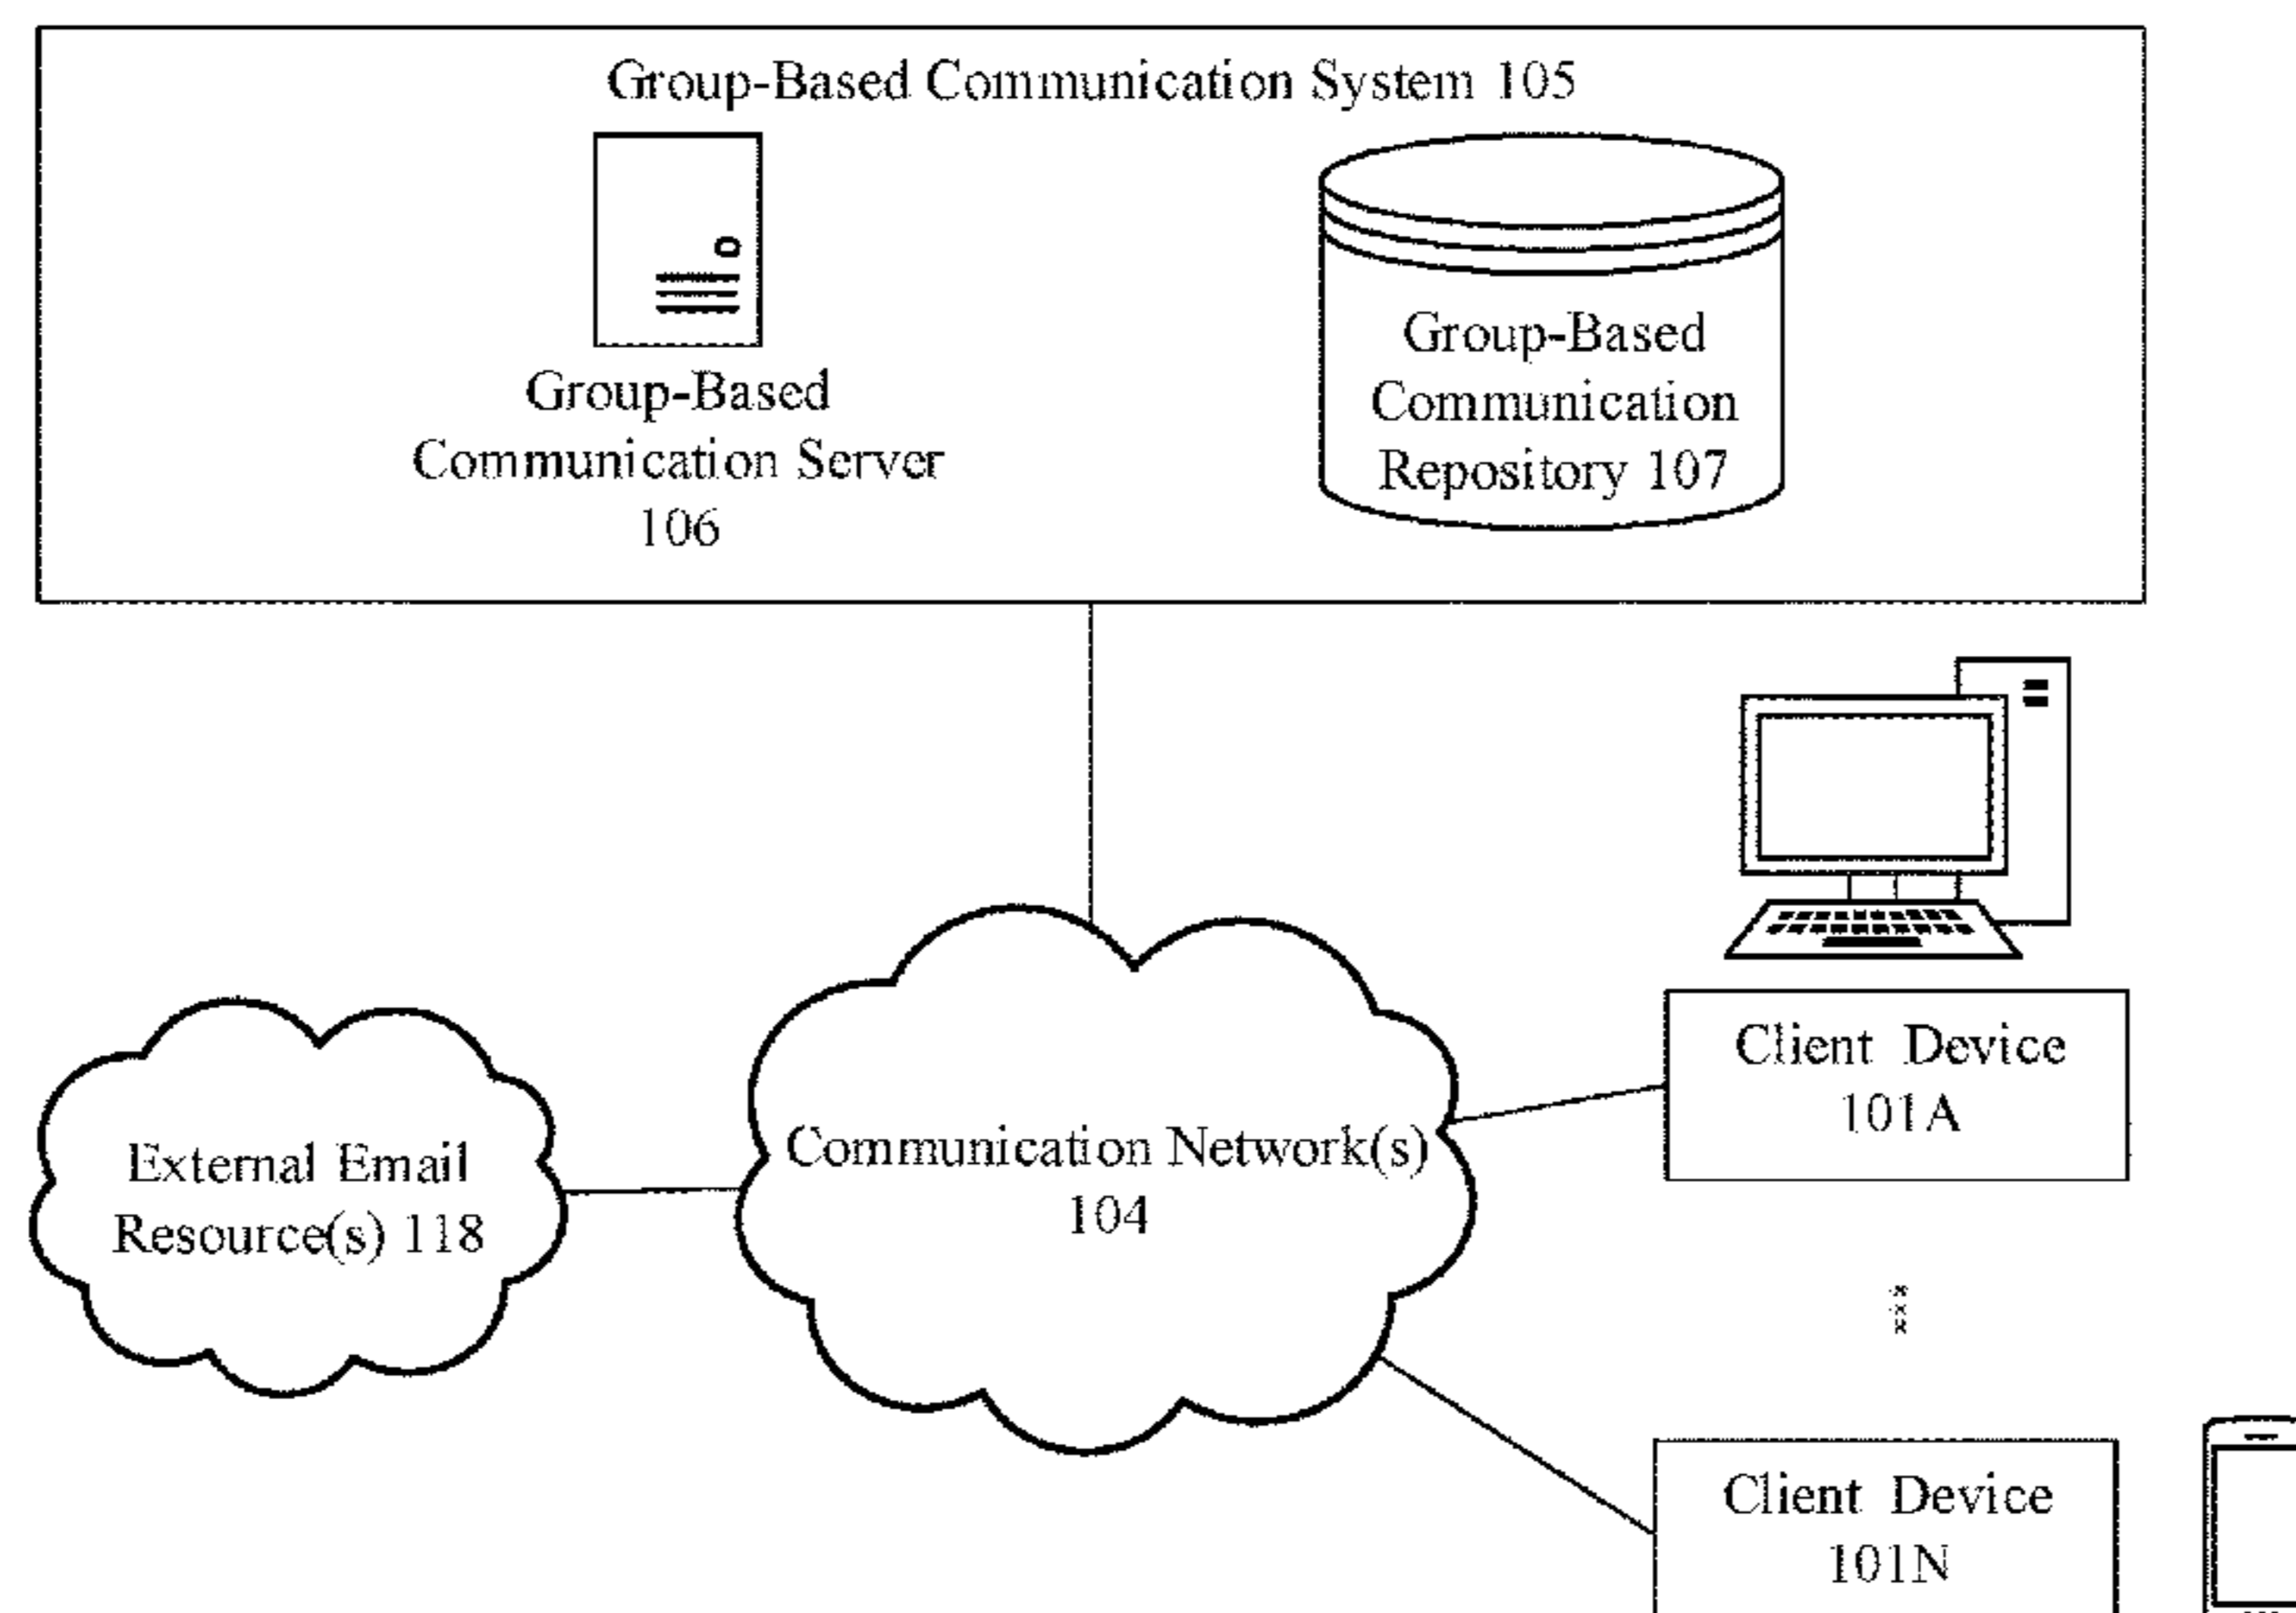 Group-Based Communication System 105
Group-Based
Communication Server
106
Group-Based
Communication
Repository 107
External Email
Resource(s) 118
Communication Network(s)
104
Client Device
101A
Client Device
101N